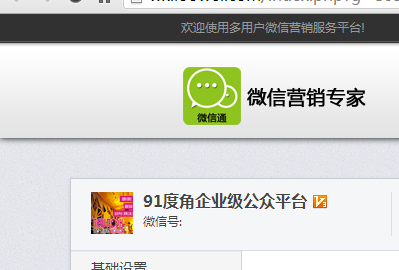 欢迎使用多用户微信营销服务平台!
微信通
微信营销专家
91度角企业级公众平台
微信号:
基础设置